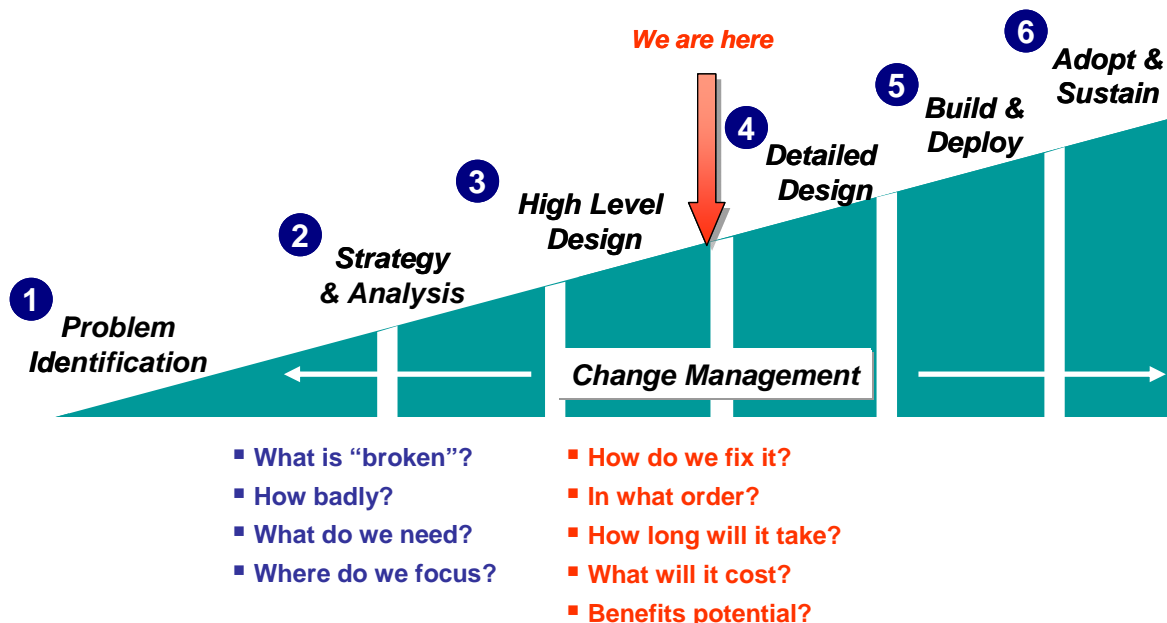 We are here
1
Problem
Identification
2
Strategy
& Analysis
3
High Level
Design
4
Detailed
Design
5
Build &
Deploy
6
Adopt &
Sustain
Change Management
▪ What is “broken”?
▪ How badly?
▪ What do we need?
▪ Where do we focus?
▪ How do we fix it?
▪ In what order?
▪ How long will it take?
▪ What will it cost?
▪ Benefits potential?